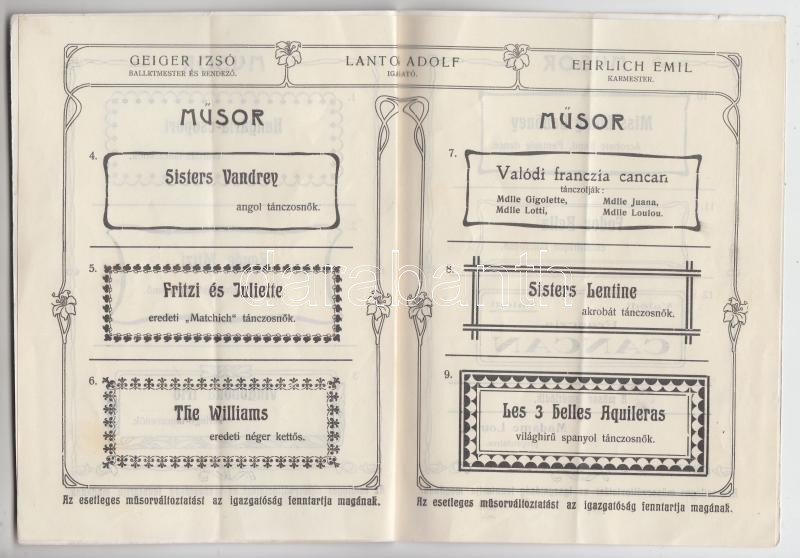 GEIGER IZSÓ
BALLETMESTER ÉS RENDEZŐ.
LANTO ADOLF
IGAZGATÓ.
EHRLICH EMIL
KARMESTER.
MŰSOR
4.
Sisters Vandrey
angol tánczosnők.
5.
Fritzi és Juliette
eredeti „Matchich“ tánczosnők.
6.
The Williams
eredeti néger kettős.
Az esetleges műsorváltoztatást az igazgatóság fenntartja magának.
MŰSOR
7.
Valódi franczia cancan
tánczolják:
Mdlle Gigolette, Mdlle Juana,
Mdlle Lotti, Mdlle Loulou.
8.
Sisters Lentine
akrobát tánczosnők.
9.
Les 3 belles Aquileras
világhirű spanyol tánczosnők.
Az esetleges műsorváltoztatást az igazgatóság fenntartja magának.
darabanth